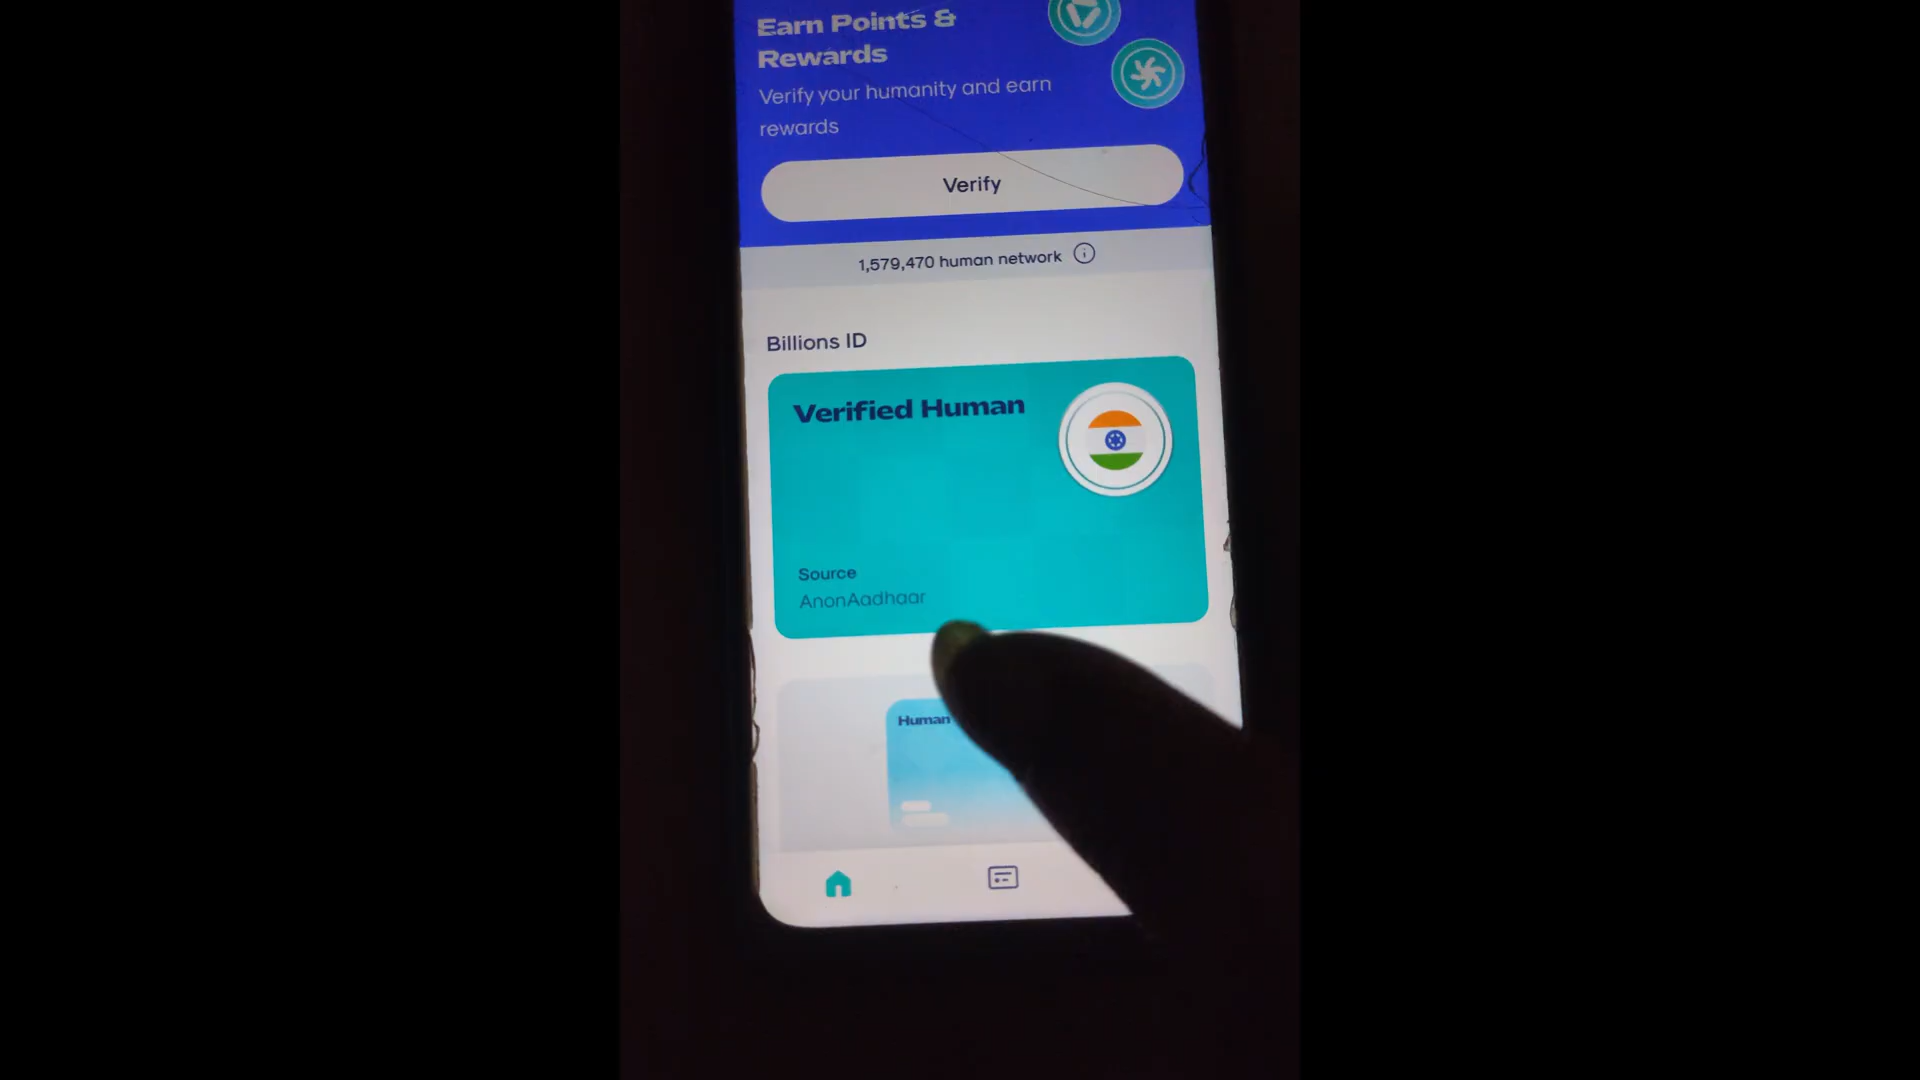 Earn Points &
Rewards
Verify your humanity and earn
rewards
Verify
1,579,470 human network
Billions ID
Verified Human
Source
AnonAadhaar
Human